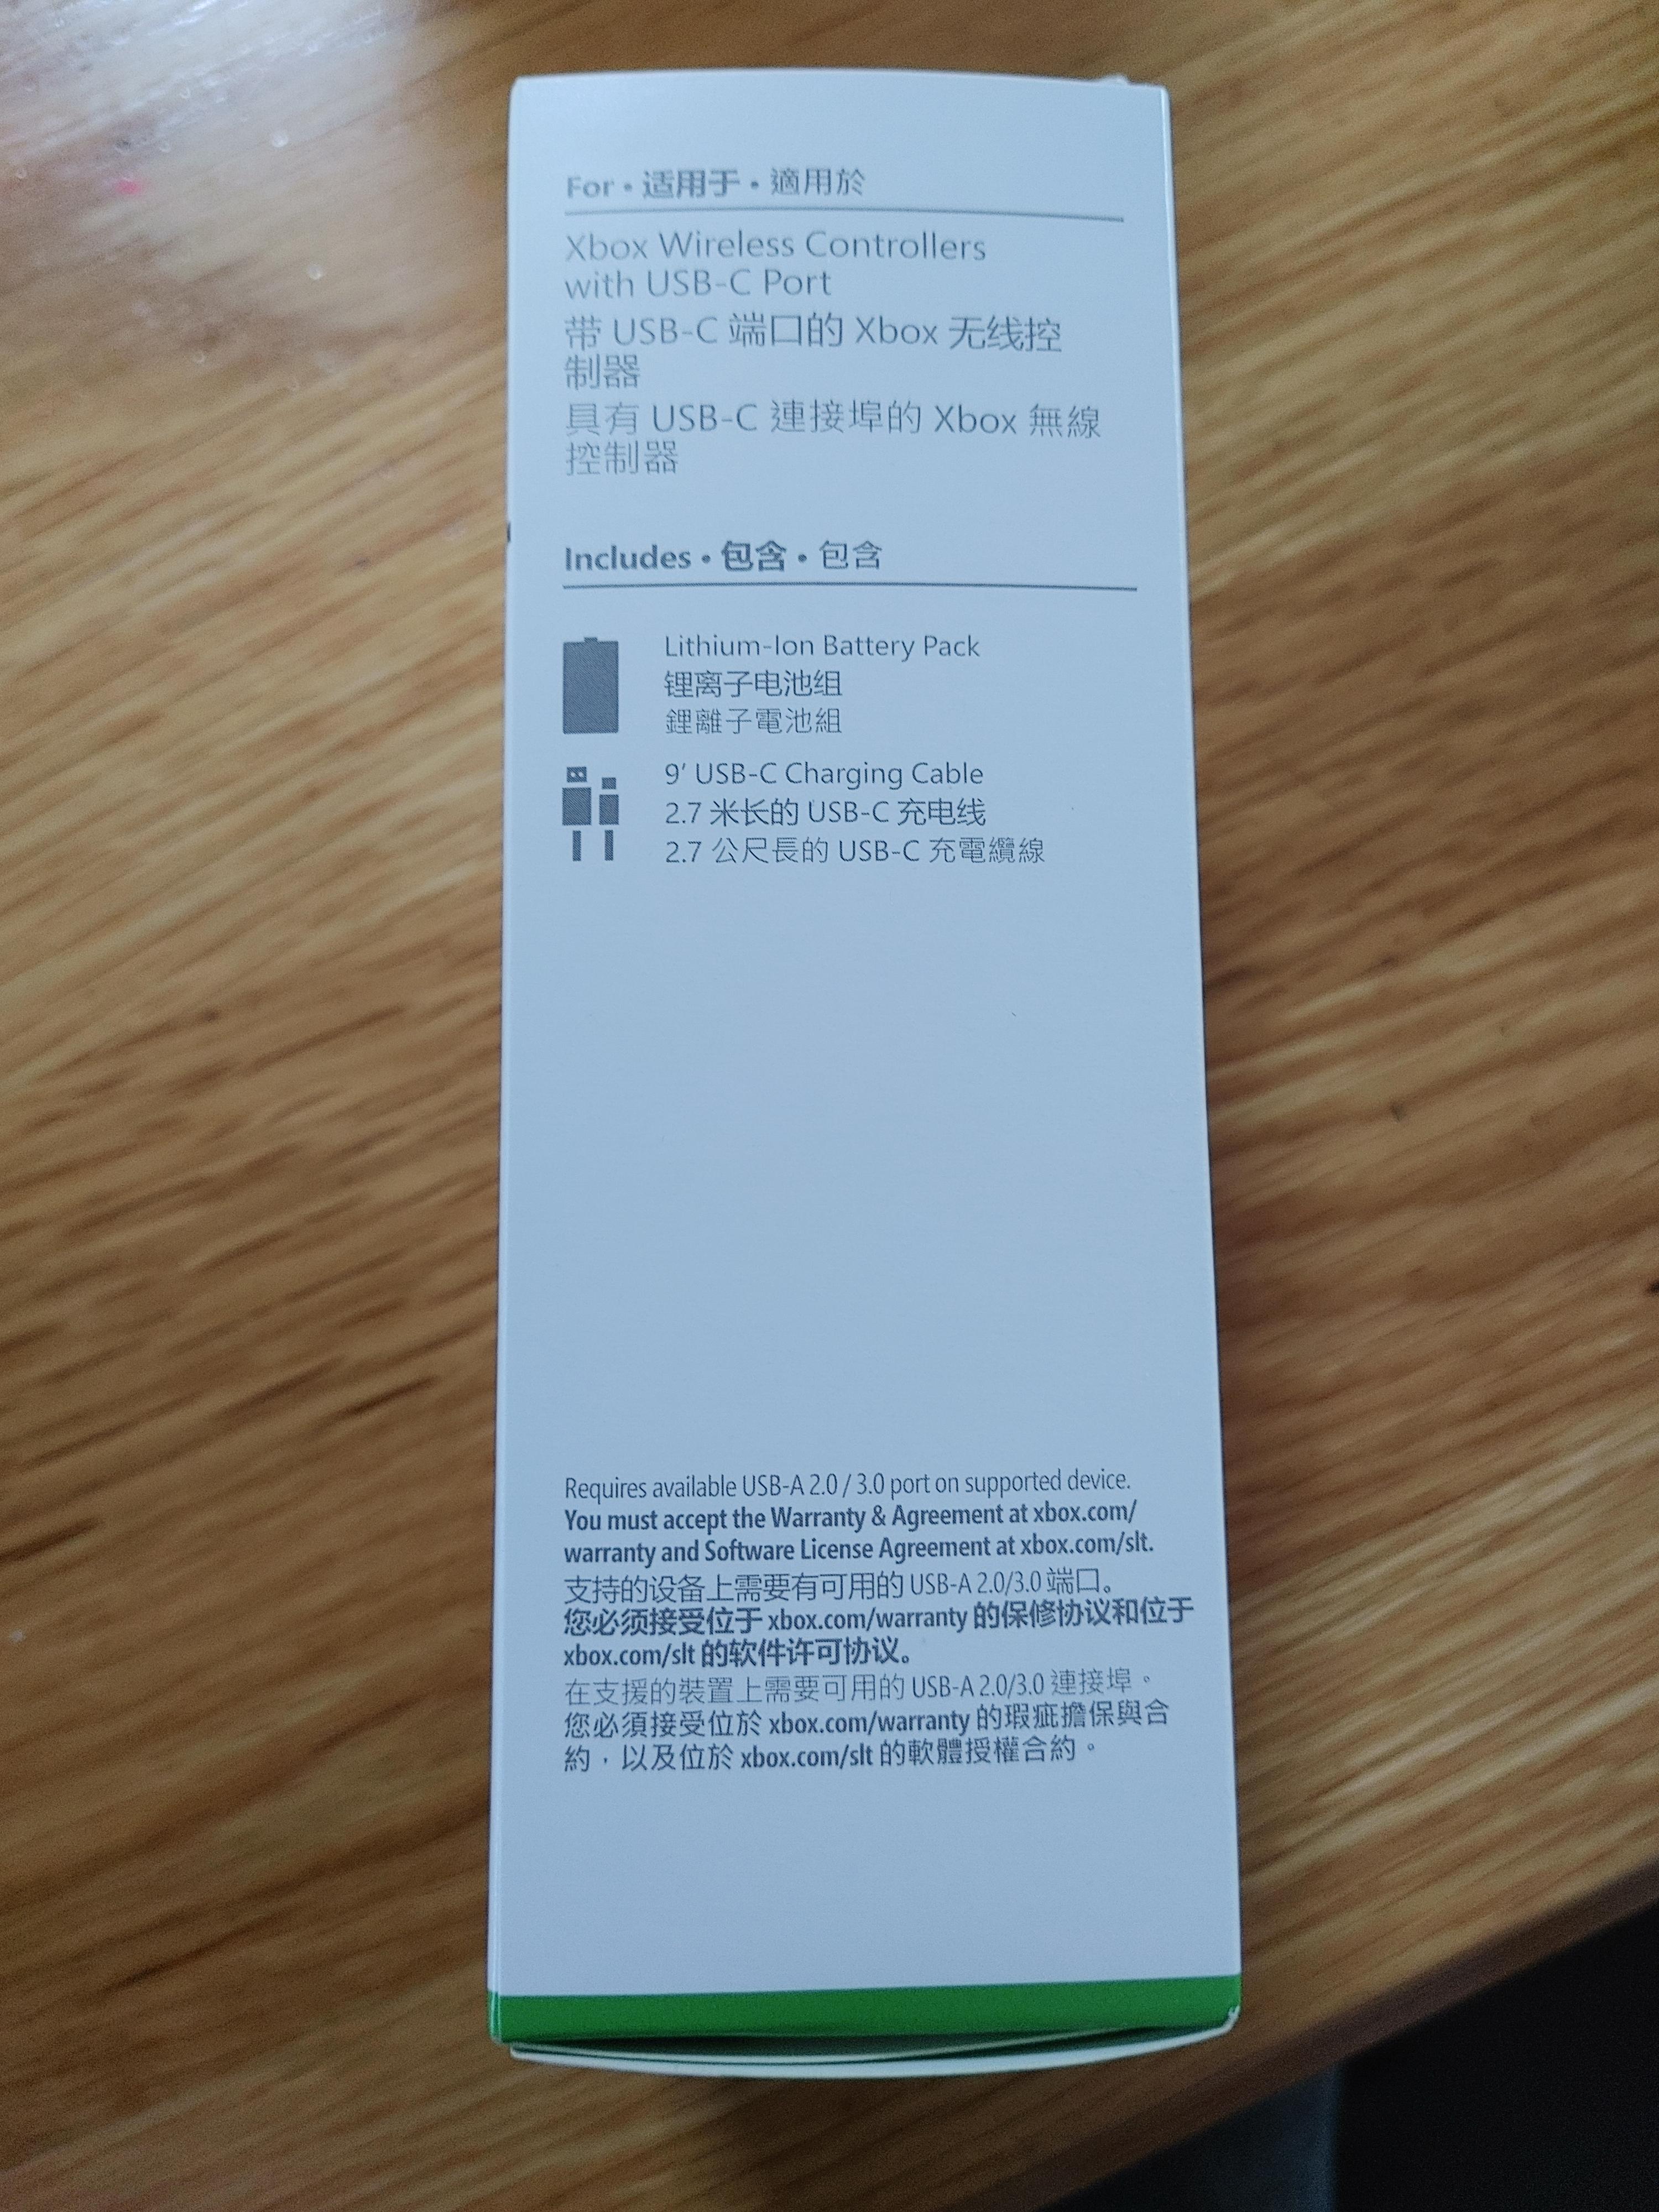 For • 适用于 • 適用於
Xbox Wireless Controllers
with USB-C Port
带 USB-C 端口的 Xbox 无线控
制器
具有 USB-C 連接埠的 Xbox 無線
控制器
Includes • 包含 • 包含
Lithium-Ion Battery Pack
锂离子电池组
鋰離子電池組
9' USB-C Charging Cable
2.7 米长的 USB-C 充电线
2.7 公尺長的 USB-C 充電纜線
Requires available USB-A 2.0 / 3.0 port on supported device.
You must accept the Warranty & Agreement at xbox.com/
warranty and Software License Agreement at xbox.com/slt.
支持的设备上需要有可用的 USB-A 2.0/3.0 端口。
您必须接受位于 xbox.com/warranty 的保修协议和位于
xbox.com/slt 的软件许可协议。
在支援的裝置上需要可用的 USB-A 2.0/3.0 連接埠。
您必須接受位於 xbox.com/warranty 的瑕疵擔保與合
約，以及位於 xbox.com/slt 的軟體授權合約。